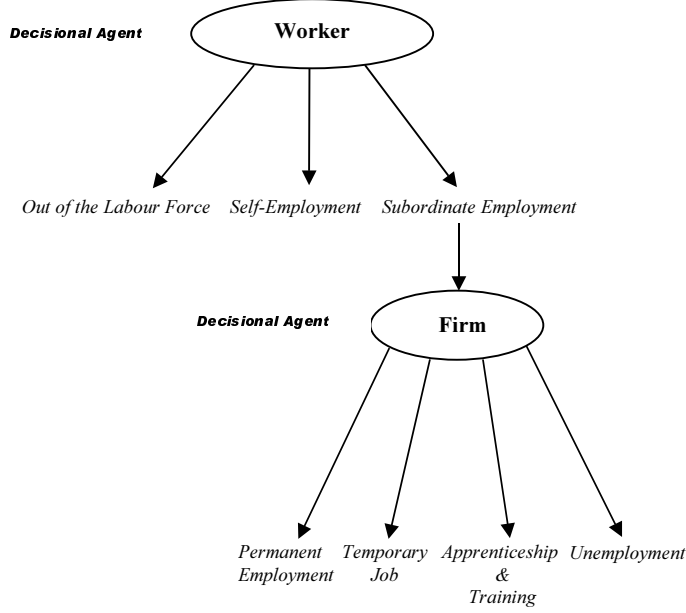 Decisional Agent
Worker
Out of the Labour Force
Self-Employment
Subordinate Employment
Decisional Agent
Firm
Permanent
Employment
Temporary
Job
Apprenticeship
&
Training
Unemployment